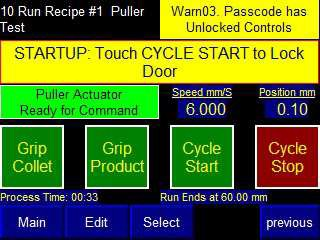 10 Run Recipe #1 Puller
Test
Warn03. Passcode has
Unlocked Controls
STARTUP: Touch CYCLE START to Lock
Door
Puller Actuator
Ready for Command
Speed mm/S
6.000
Position mm
0.10
Grip
Collet
Grip
Product
Cycle
Start
Cycle
Stop
Process Time: 00:33
Run Ends at 60.00 mm
Main
Edit
Select
previous